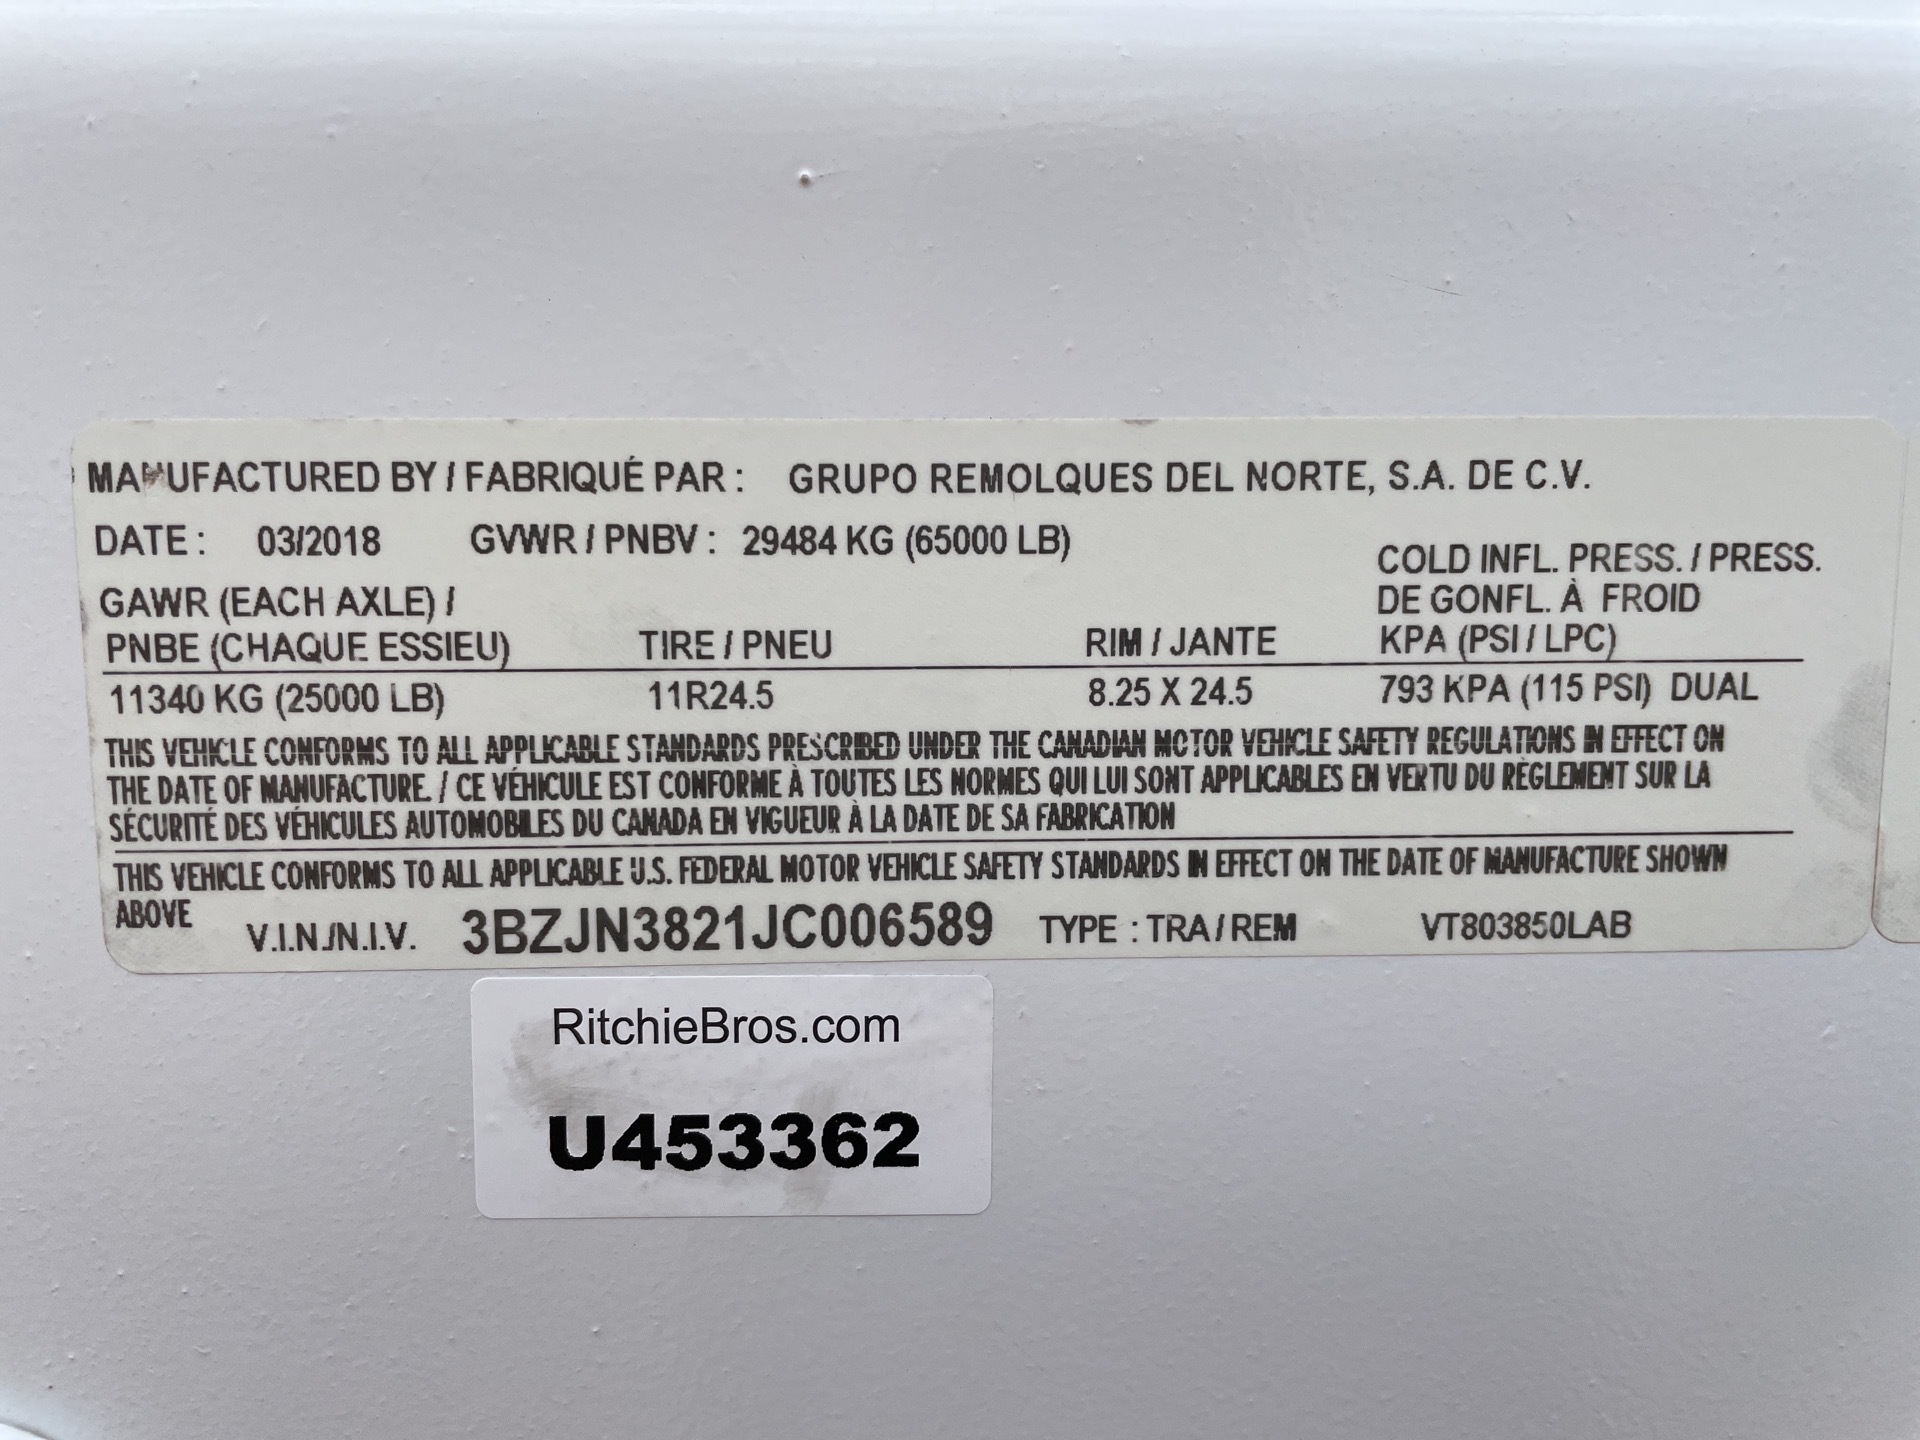 MANUFACTURED BY / FABRIQUÉ PAR : GRUPO REMOLQUES DEL NORTE, S.A. DE C.V.
DATE : 03/2018 GVWR / PNBV : 29484 KG (65000 LB)
COLD INFL. PRESS. / PRESS.
GAWR (EACH AXLE) / DE GONFL. À FROID
PNBE (CHAQUE ESSIEU) TIRE / PNEU RIM / JANTE KPA (PSI / LPC)
11340 KG (25000 LB) 11R24.5 8.25 X 24.5 793 KPA (115 PSI) DUAL
THIS VEHICLE CONFORMS TO ALL APPLICABLE STANDARDS PRESCRIBED UNDER THE CANADIAN MOTOR VEHICLE SAFETY REGULATIONS IN EFFECT ON
THE DATE OF MANUFACTURE. / CE VÉHICULE EST CONFORME À TOUTES LES NORMES QUI LUI SONT APPLICABLES EN VERTU DU RÈGLEMENT SUR LA
SÉCURITÉ DES VÉHICULES AUTOMOBILES DU CANADA EN VIGUEUR À LA DATE DE SA FABRICATION
THIS VEHICLE CONFORMS TO ALL APPLICABLE U.S. FEDERAL MOTOR VEHICLE SAFETY STANDARDS IN EFFECT ON THE DATE OF MANUFACTURE SHOWN
ABOVE V.I.N./N.I.V. 3BZJN3821JC006589 TYPE : TRA / REM VT803850LAB
RitchieBros.com
U453362